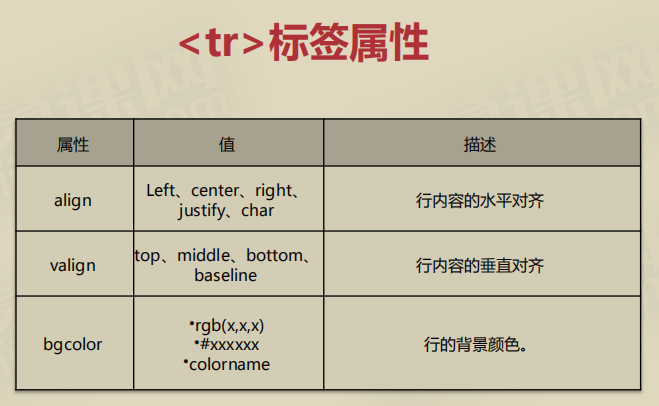 <tr>标签属性
属性 值 描述
align Left、center、right、
justify、char 行内容的水平对齐
valign top、middle、bottom、
baseline 行内容的垂直对齐
bgcolor •rgb(x,x,x)
•#xxxxxx
•colorname 行的背景颜色。